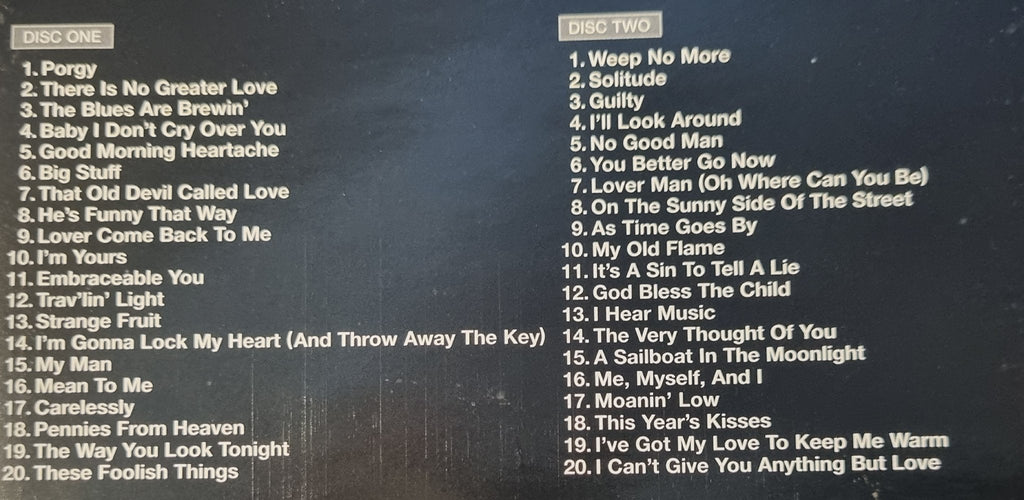 DISC ONE
1. Porgy
2. There Is No Greater Love
3. The Blues Are Brewin'
4. Baby I Don't Cry Over You
5. Good Morning Heartache
6. Big Stuff
7. That Old Devil Called Love
8. He's Funny That Way
9. Lover Come Back To Me
10. I'm Yours
11. Embraceable You
12. Trav'lin' Light
13. Strange Fruit
14. I'm Gonna Lock My Heart (And Throw Away The Key)
15. My Man
16. Mean To Me
17. Carelessly
18. Pennies From Heaven
19. The Way You Look Tonight
20. These Foolish Things
DISC TWO
1. Weep No More
2. Solitude
3. Guilty
4. I'll Look Around
5. No Good Man
6. You Better Go Now
7. Lover Man (Oh Where Can You Be)
8. On The Sunny Side Of The Street
9. As Time Goes By
10. My Old Flame
11. It's A Sin To Tell A Lie
12. God Bless The Child
13. I Hear Music
14. The Very Thought Of You
15. A Sailboat In The Moonlight
16. Me, Myself, And I
17. Moanin' Low
18. This Year's Kisses
19. I've Got My Love To Keep Me Warm
20. I Can't Give You Anything But Love